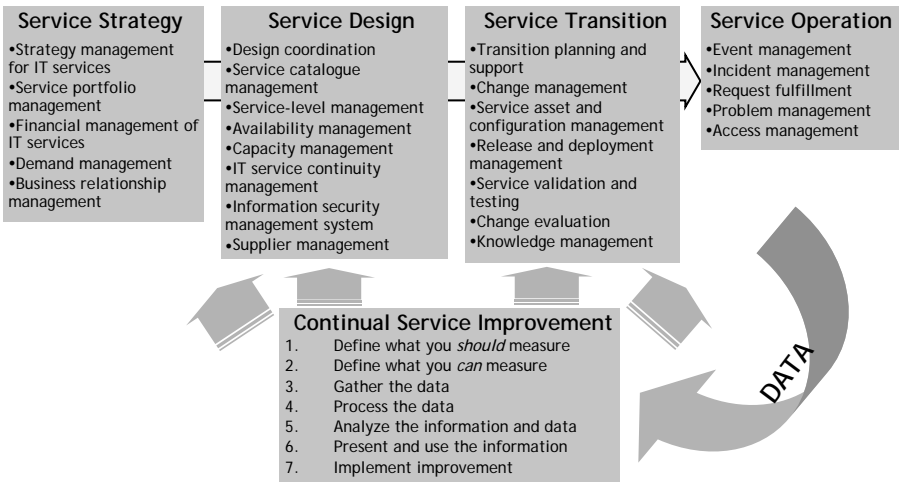 Service Strategy
•Strategy management
for IT services
•Service portfolio
management
•Financial management of
IT services
•Demand management
•Business relationship
management
Service Design
•Design coordination
•Service catalogue
management
•Service-level management
•Availability management
•Capacity management
•IT service continuity
management
•Information security
management system
•Supplier management
Service Transition
•Transition planning and
support
•Change management
•Service asset and
configuration management
•Release and deployment
management
•Service validation and
testing
•Change evaluation
•Knowledge management
Service Operation
•Event management
•Incident management
•Request fulfillment
•Problem management
•Access management
Continual Service Improvement
1. Define what you should measure
2. Define what you can measure
3. Gather the data
4. Process the data
5. Analyze the information and data
6. Present and use the information
7. Implement improvement
DATA